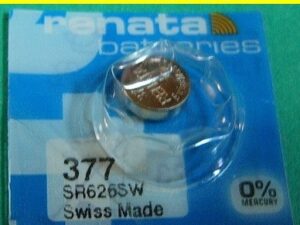 renata
batteries
377
SR626SW
Swiss Made
0%
MERCURY